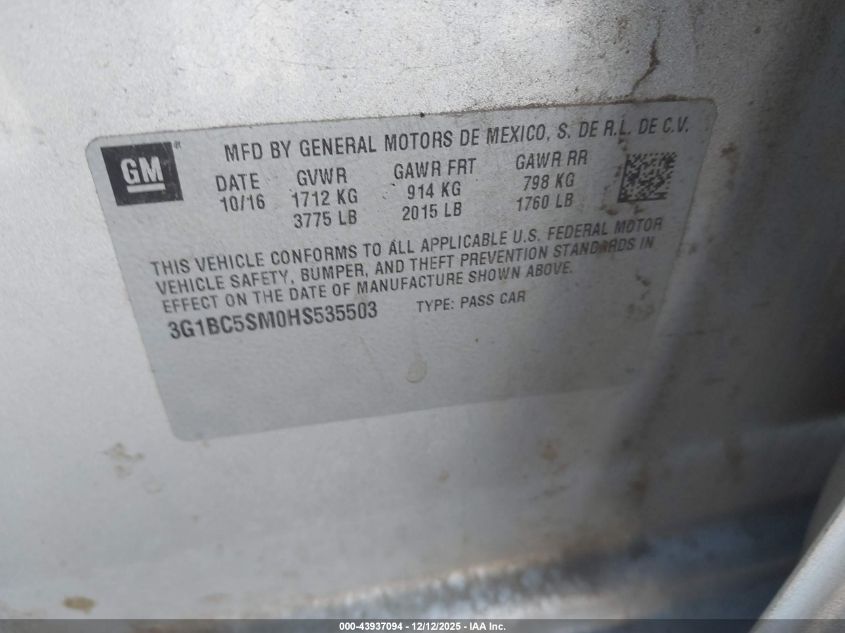 GM
MFD BY GENERAL MOTORS DE MEXICO, S. DE R.L. DE C.V.
DATE GVWR GAWR FRT GAWR RR
10/16 1712 KG 914 KG 798 KG
3775 LB 2015 LB 1760 LB
THIS VEHICLE CONFORMS TO ALL APPLICABLE U.S. FEDERAL MOTOR
VEHICLE SAFETY, BUMPER, AND THEFT PREVENTION STANDARDS IN
EFFECT ON THE DATE OF MANUFACTURE SHOWN ABOVE.
3G1BC5SM0HS535503 TYPE: PASS CAR
000-43937094 - 12/12/2025 - IAA Inc.